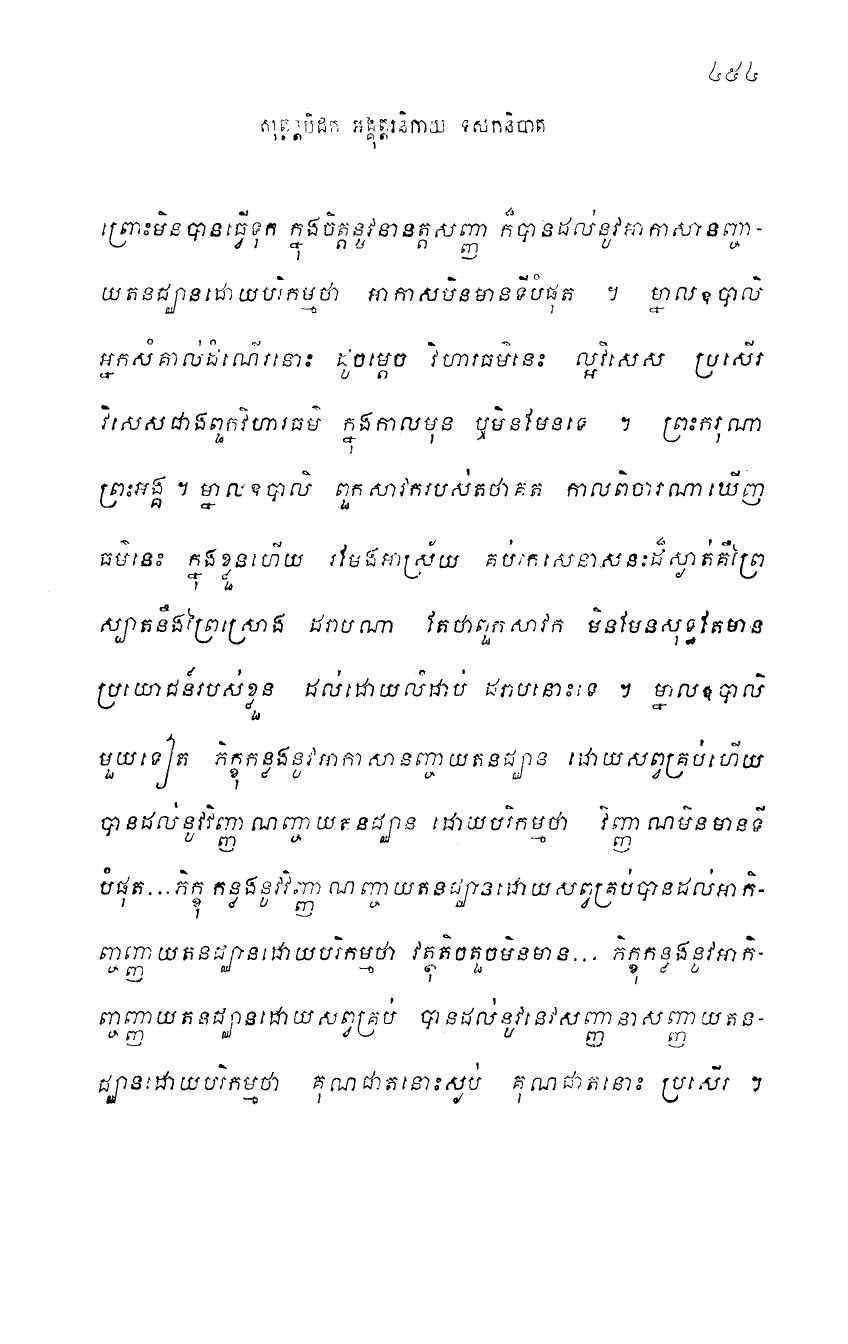 ៤៩៤
សុត្តន្តបិដក អង្គុត្តរនិកាយ ទសកនិបាត
ព្រោះមិនបានធ្វើទុក ក្នុងចិត្តនូវនានត្តសញ្ញា ក៏បានដល់នូវអាកាសានញ្ចា-
យតនជ្ឈានដោយបរិកម្មថា អាកាសមិនមានទីបំផុត ។ ម្នាលឧបាលិ
អ្នកសំគាល់ដំណើរនោះ ដូចម្តេច វិហារធម៌នេះ ល្អវិសេស ប្រសើរ
វិសេសជាងពួកវិហារធម៌ ក្នុងកាលមុន ឬមិនមែនទេ ។ ព្រះករុណា
ព្រះអង្គ ។ ម្នាលឧបាលិ ពួកសាវករបស់តថាគត កាលពិចារណាឃើញ
ធម៌នេះ ក្នុងខ្លួនហើយ រមែងអាស្រ័យ គប់រកសេនាសនៈដ៏ស្ងាត់គឺព្រៃ
ស្បាតនឹងព្រៃស្រោង ដរាបណា តែថាពួកសាវក មិនមែនសុទ្ធតែមាន
ប្រយោជន៍របស់ខ្លួន ដល់ដោយលំដាប់ ដរាបនោះទេ ។ ម្នាលឧបាលិ
មួយទៀត ភិក្ខុកន្លងនូវអាកាសានញ្ចាយតនជ្ឈាន ដោយសព្វគ្រប់ហើយ
បានដល់នូវវិញ្ញាណញ្ចាយតនជ្ឈាន ដោយបរិកម្មថា វិញ្ញាណមិនមានទី
បំផុត...ភិក្ខុ កន្លងនូវវិញ្ញាណញ្ចាយតនជ្ឈានដោយសព្វគ្រប់បានដល់អាកិ-
ញ្ចញ្ញាយតនជ្ឈានដោយបរិកម្មថា វត្ថុតិចតួចមិនមាន... ភិក្ខុកន្លងនូវអាកិ-
ញ្ចញ្ញាយតនជ្ឈានដោយសព្វគ្រប់ បានដល់នូវនេវសញ្ញានាសញ្ញាយតន-
ជ្ឈានដោយបរិកម្មថា គុណជាតនោះស្ងប់ គុណជាតនោះ ប្រសើរ ។